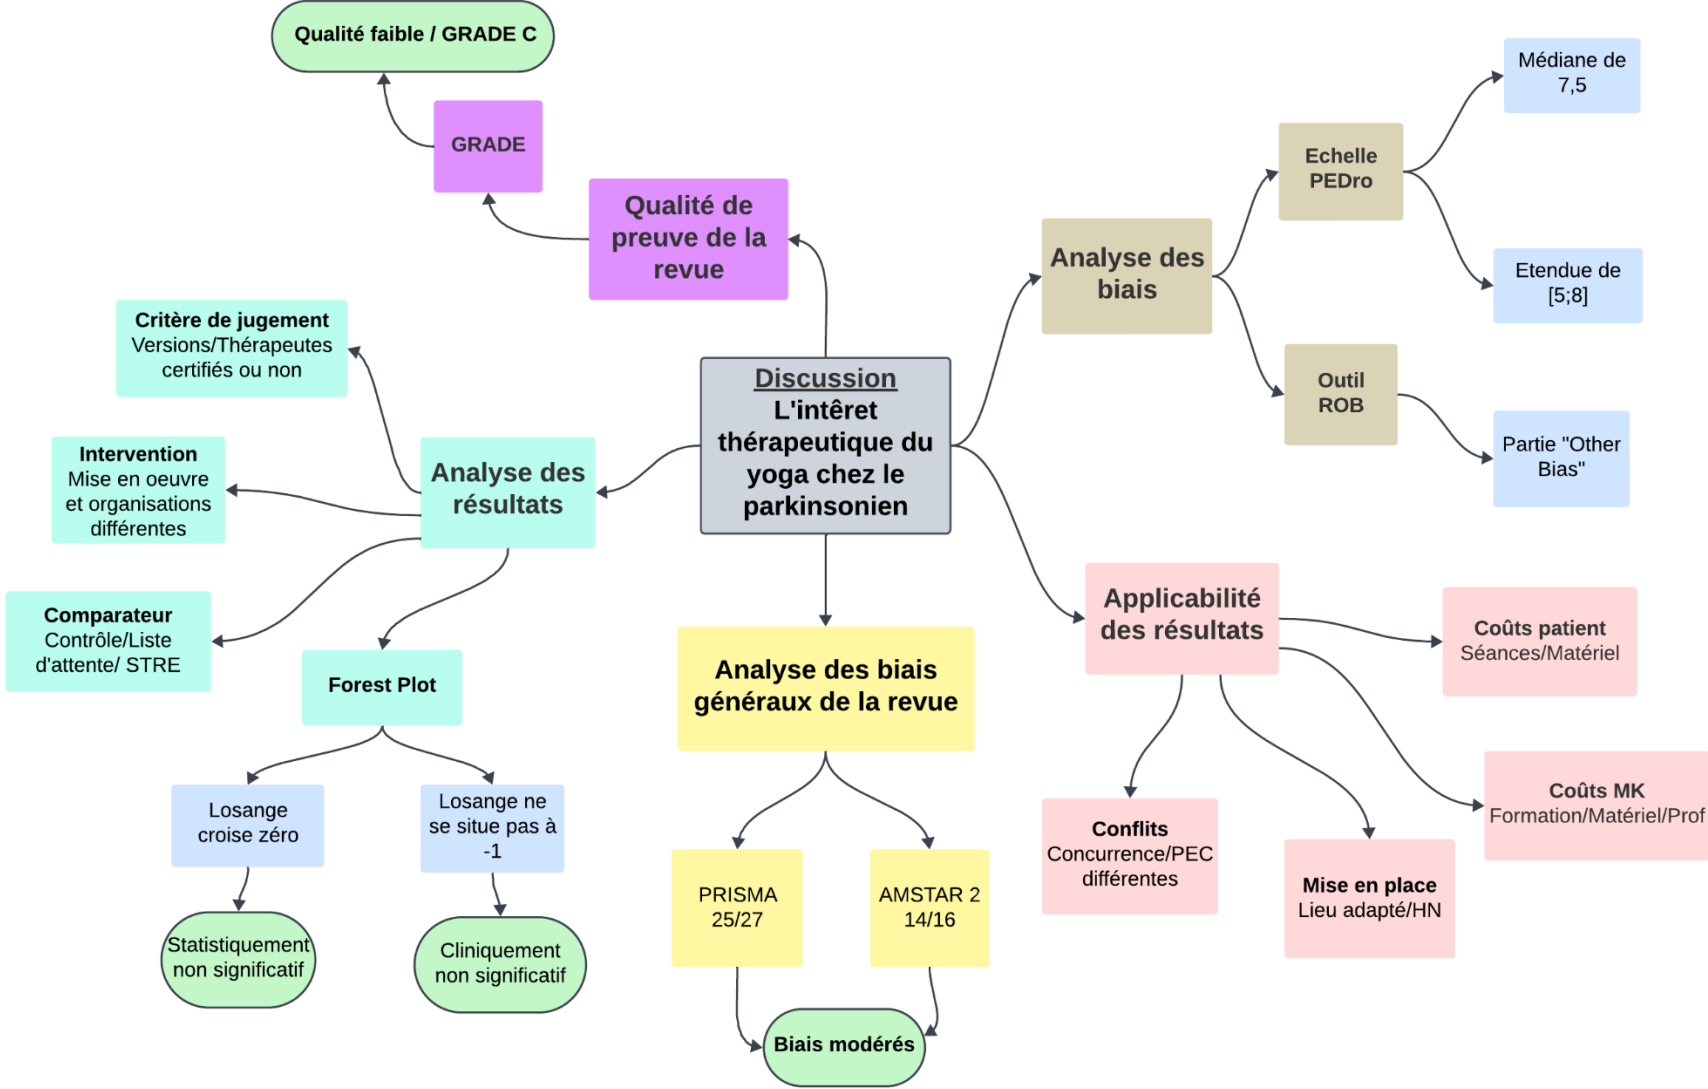 Qualité faible / GRADE C
GRADE
Qualité de
preuve de la
revue
Critère de jugement
Versions/Thérapeutes
certifiés ou non
Intervention
Mise en oeuvre
et organisations
différentes
Comparateur
Contrôle/Liste
d'attente/ STRE
Analyse des
résultats
Forest Plot
Losange
croise zéro
Losange ne
se situe pas à
-1
Statistiquement
non significatif
Cliniquement
non significatif
Discussion
L'intêret
thérapeutique du
yoga chez le
parkinsonien
Analyse des biais
généraux de la revue
PRISMA
25/27
AMSTAR 2
14/16
Biais modérés
Analyse des
biais
Echelle
PEDro
Médiane de
7,5
Etendue de
[5;8]
Outil
ROB
Partie "Other
Bias"
Applicabilité
des résultats
Coûts patient
Séances/Matériel
Coûts MK
Formation/Matériel/Prof
Conflits
Concurrence/PEC
différentes
Mise en place
Lieu adapté/HN